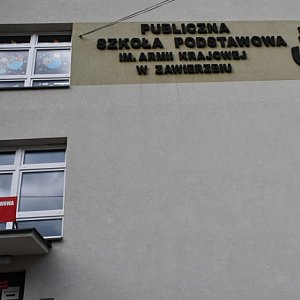 PUBLICZNA
SZKOŁA PODSTAWOWA
IM. ARMII KRAJOWEJ
W ZAWIERZBIU